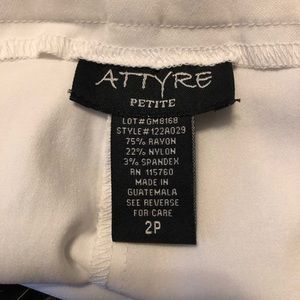 ATTYRE
PETITE
LOT#GM8168
STYLE#122A029
75% RAYON
22% NYLON
3% SPANDEX
RN 115760
MADE IN
GUATEMALA
SEE REVERSE
FOR CARE
2P